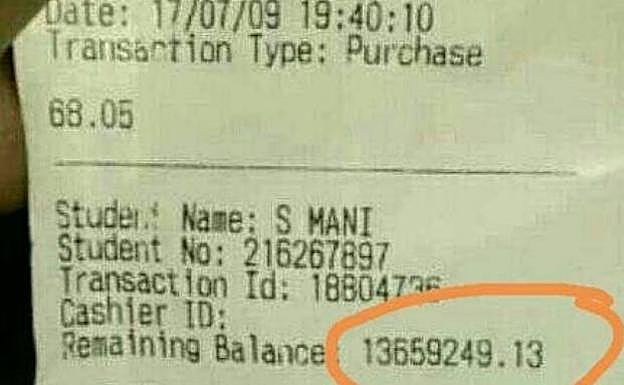 Date: 17/07/09 19:40:10
Transaction Type: Purchase
68.05
Student Name: S MANI
Student No: 216267897
Transaction Id: 18804736
Cashier ID:
Remaining Balance: 13659249.13